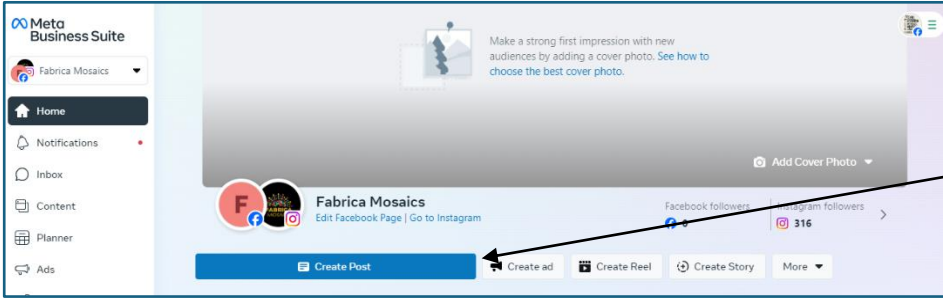 Meta
Business Suite
Fabrica Mosaics
Home
Notifications
Inbox
Content
Planner
Ads
Make a strong first impression with new
audiences by adding a cover photo. See how to
choose the best cover photo.
Add Cover Photo
F
Fabrica Mosaics
Edit Facebook Page | Go to Instagram
Facebook followers
Instagram followers
316
Create Post
Create ad
Create Reel
Create Story
More